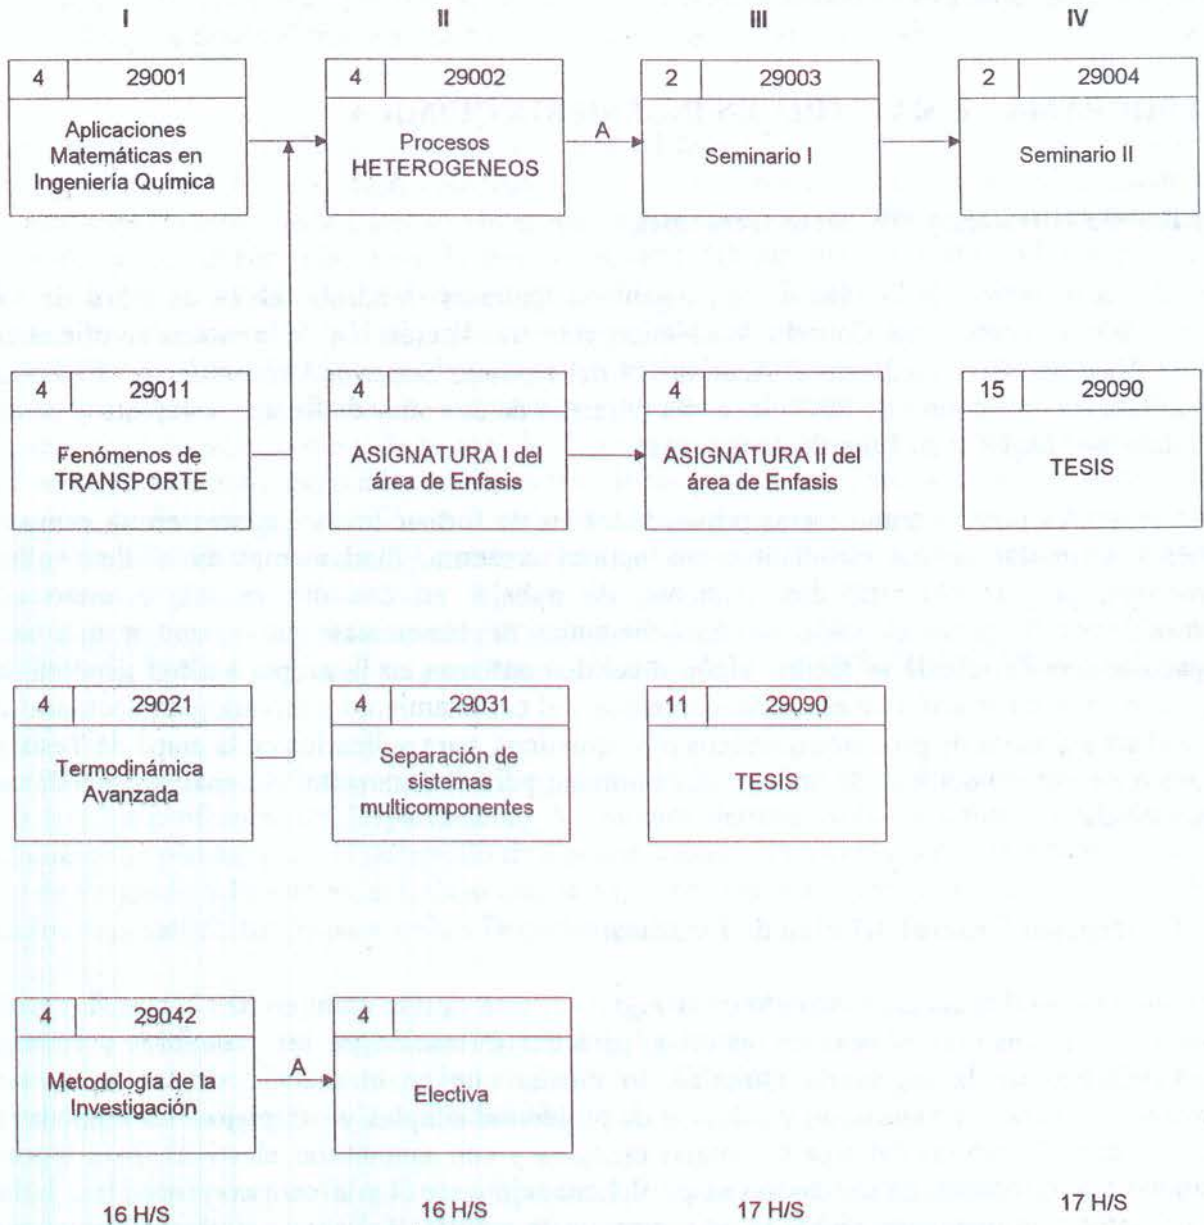 I II III IV
4 29001 4 29002 2 29003 2 29004
Aplicaciones
Matemáticas en
Ingeniería Química
Procesos
HETEROGENEOS
A
Seminario I
Seminario II
4 29011 4 4 15 29090
Fenómenos de
TRANSPORTE
ASIGNATURA I del
área de Enfasis
ASIGNATURA II del
área de Enfasis
TESIS
4 29021 4 29031 11 29090
Termodinámica
Avanzada
Separación de
sistemas
multicomponentes
TESIS
4 29042 4
Metodología de la
Investigación
A
Electiva
16 H/S 16 H/S 17 H/S 17 H/S